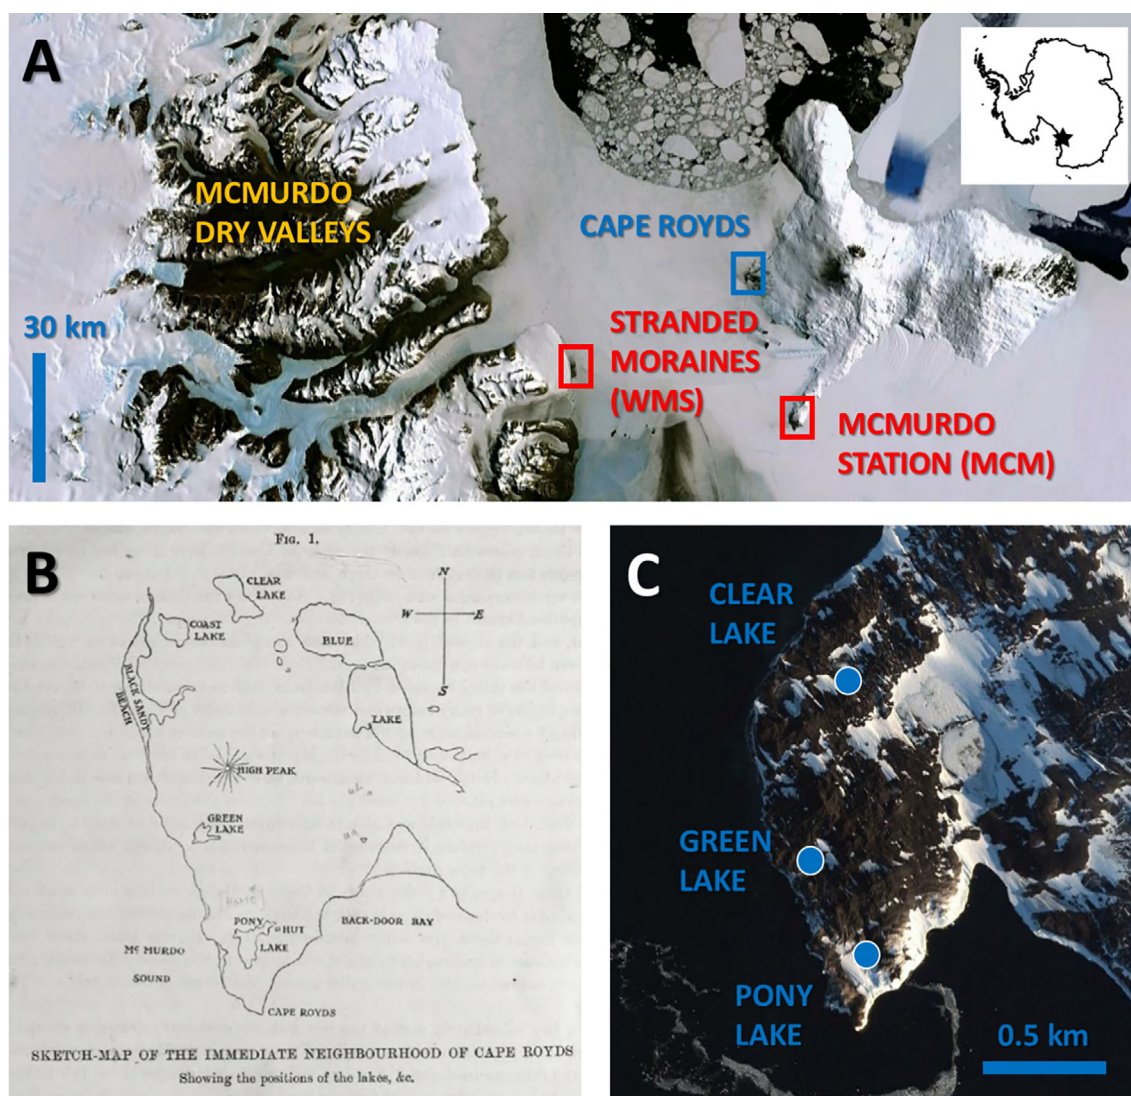 A
MCMURDO
DRY VALLEYS
CAPE ROYDS
30 km
STRANDED
MORAINES
(WMS)
MCMURDO
STATION (MCM)
B
FIG. 1.
CLEAR
LAKE
N
W
E
S
COAST
LAKE
BLUE
BLACK SANDY
BEACH
LAKE
HIGH PEAK
GREEN
LAKE
PONY
HUT
LAKE
BACK-DOOR BAY
Mc MURDO
SOUND
CAPE ROYDS
SKETCH-MAP OF THE IMMEDIATE NEIGHBOURHOOD OF CAPE ROYDS
Showing the positions of the lakes, &c.
C
CLEAR
LAKE
GREEN
LAKE
PONY
LAKE
0.5 km